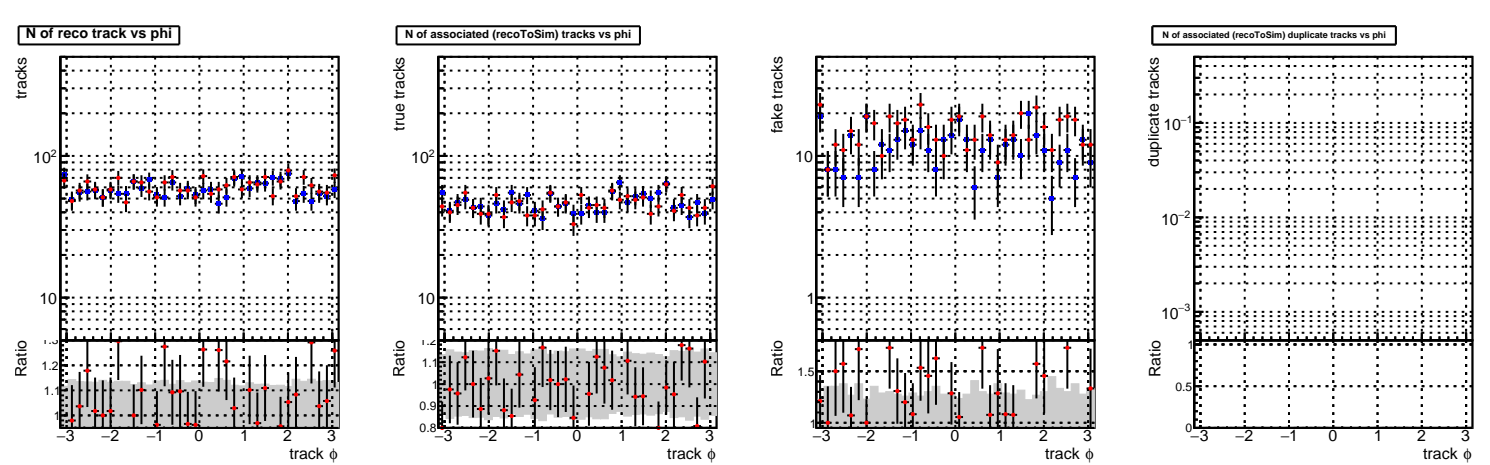 N of reco track vs phi
tracks
10²
10
Ratio
1.3
1.2
1.1
1
−3 −2 −1 0 1 2 3
track ϕ
N of associated (recoToSim) tracks vs phi
true tracks
10²
10
Ratio
1.2
1.1
1
0.9
0.8
−3 −2 −1 0 1 2 3
track ϕ
fake tracks
10
1
Ratio
1.5
1
−3 −2 −1 0 1 2 3
track ϕ
N of associated (recoToSim) duplicate tracks vs phi
duplicate tracks
10⁻¹
10⁻²
10⁻³
Ratio
1
0.5
0
−3 −2 −1 0 1 2 3
track ϕ